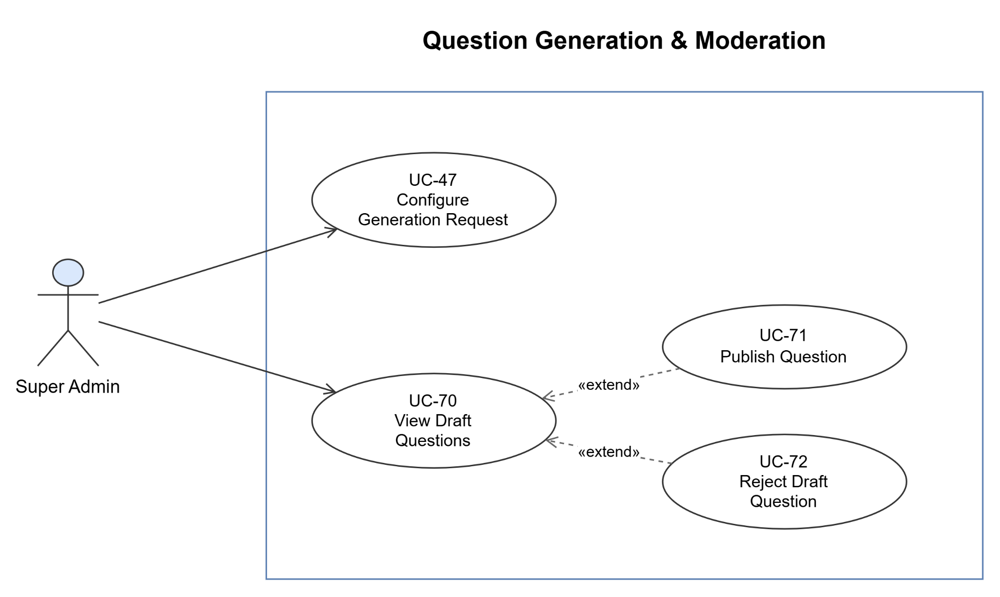 Question Generation & Moderation
UC-47
Configure
Generation Request
Super Admin
UC-70
View Draft
Questions
«extend»
«extend»
UC-71
Publish Question
UC-72
Reject Draft
Question